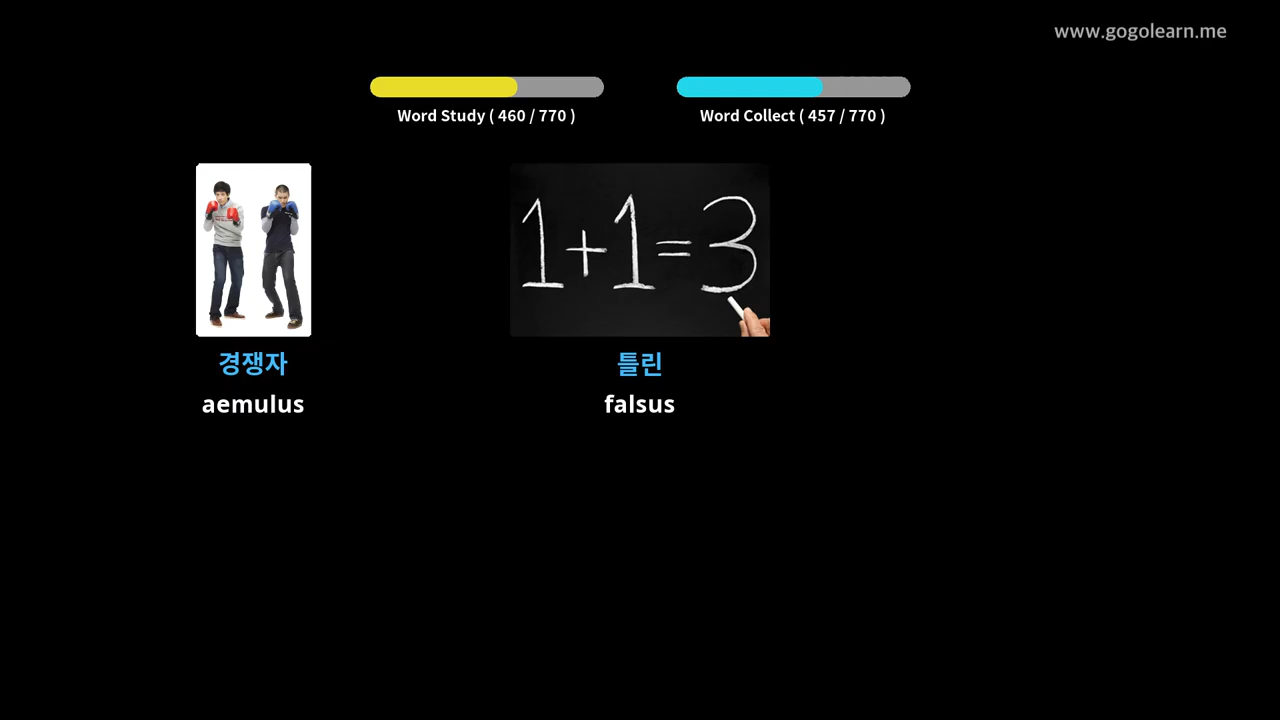 www.gogolearn.me
Word Study ( 460 / 770 )
Word Collect ( 457 / 770 )
1+1=3
경쟁자
틀린
aemulus
falsus